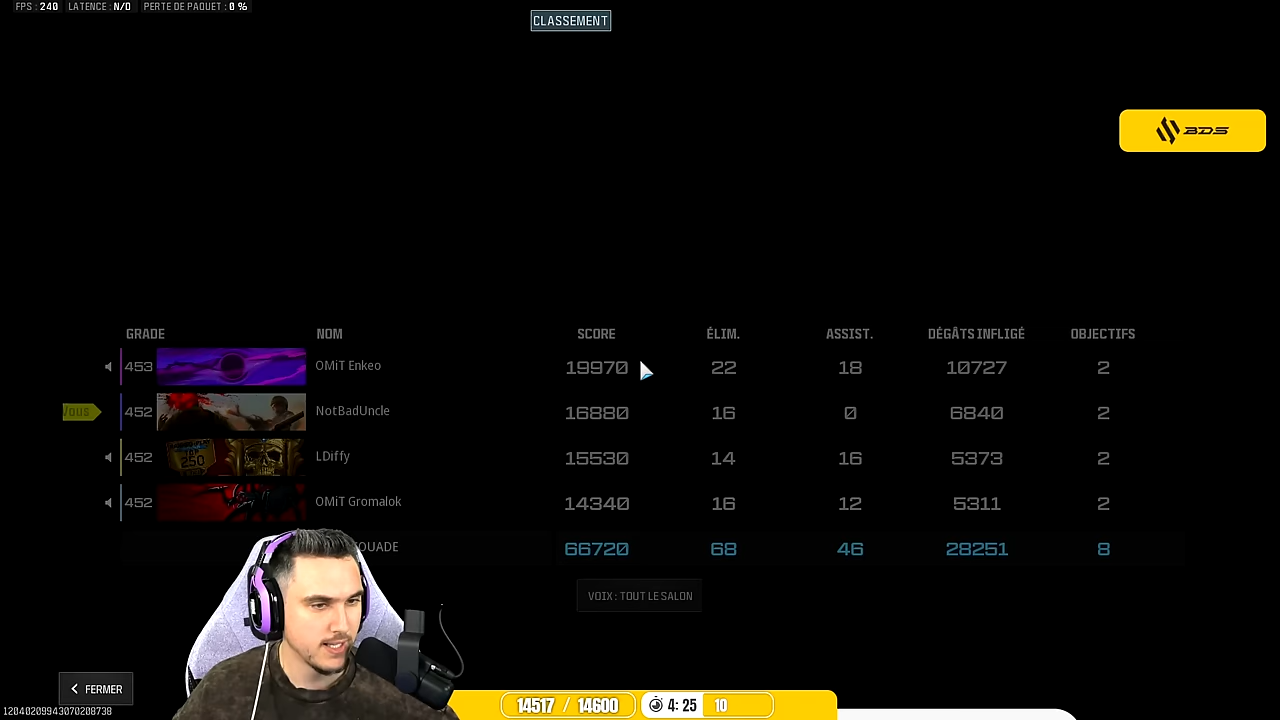 FPS : 240 LATENCE : N/D PERTE DE PAQUET : 0 %
CLASSEMENT
BDS
GRADE NOM SCORE ÉLIM. ASSIST. DÉGÂTS INFLIGÉ OBJECTIFS
453 OMiT Enkeo 19970 22 18 10727 2
Vous 452 NotBadUncle 16880 16 0 6840 2
452 LDiffy 15530 14 16 5373 2
452 OMiT Gromalok 14340 16 12 5311 2
66720 68 46 28251 8
VOIX : TOUT LE SALON
FERMER
14517 / 14600 4:25 10
12040209943070208738